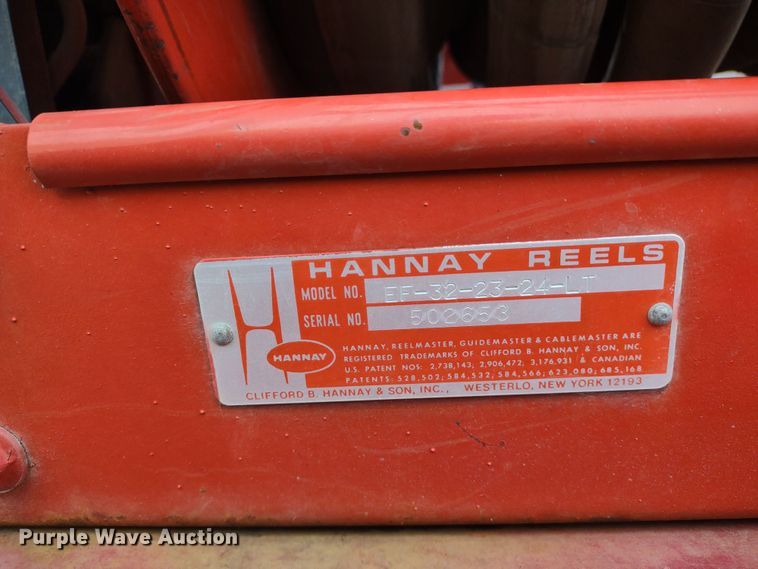 HANNAY REELS
MODEL NO. EF-32-23-24-LT
SERIAL NO. 502653
HANNAY
HANNAY, REELMASTER, GUIDEMASTER & CABLEMASTER ARE
REGISTERED TRADEMARKS OF CLIFFORD B. HANNAY & SON, INC.
U.S. PATENT NOS: 2,738,143; 2,906,472, 3,176,931 & CANADIAN
PATENTS: 528,502; 584,532; 584,566; 623,080; 685,168
CLIFFORD B. HANNAY & SON, INC., WESTERLO, NEW YORK 12193
Purple Wave Auction